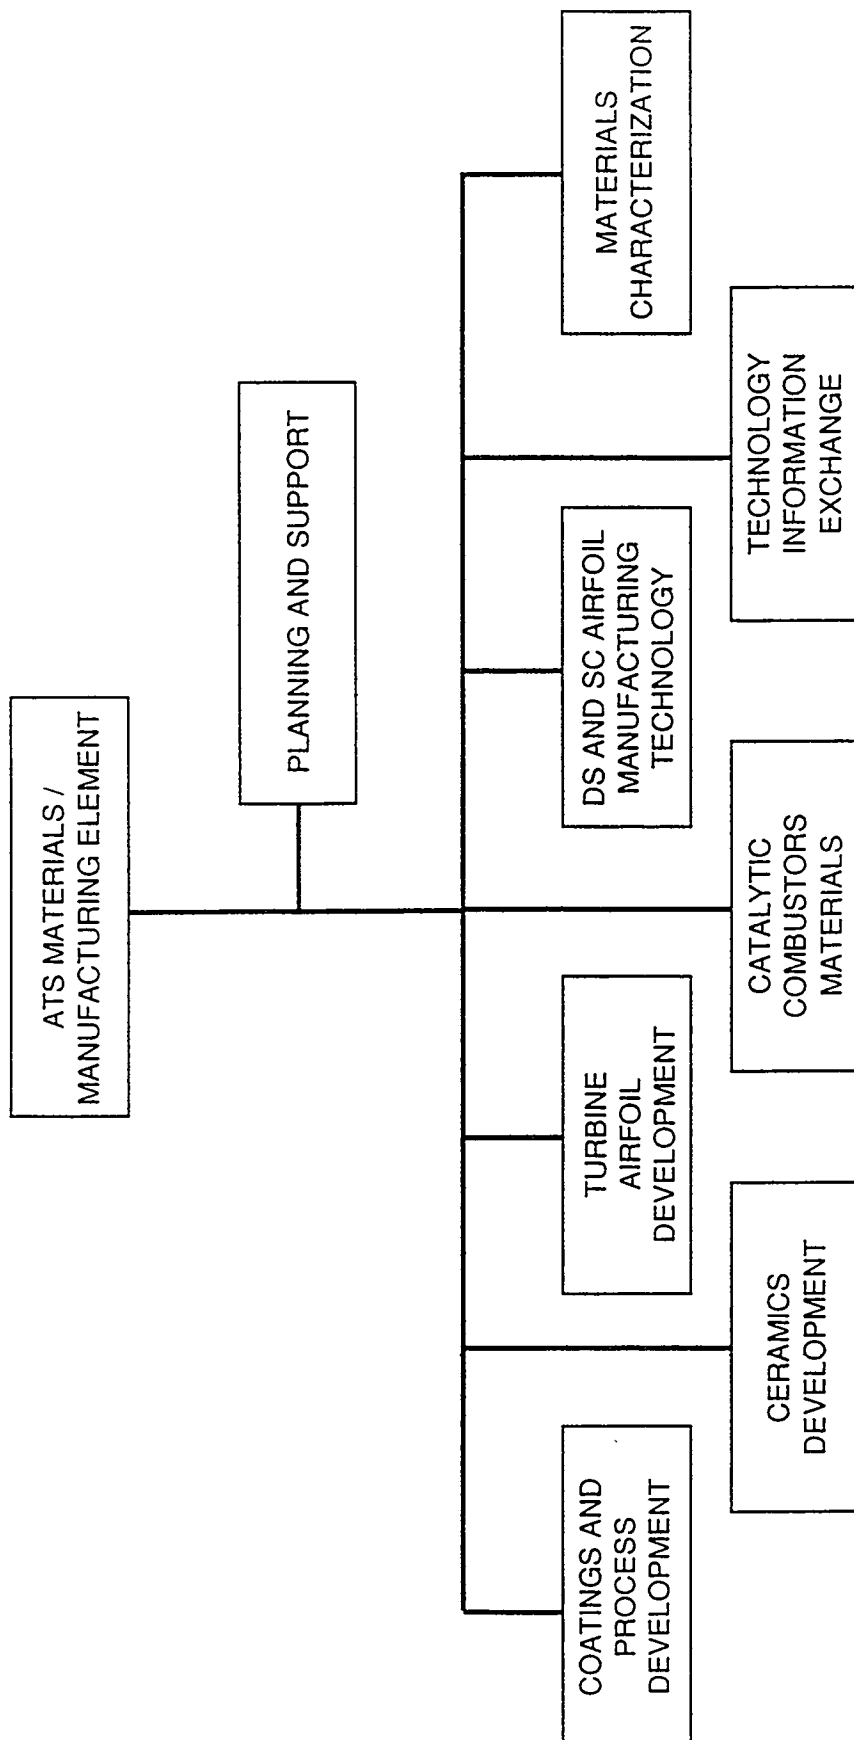 ATS MATERIALS /
MANUFACTURING ELEMENT
PLANNING AND SUPPORT
COATINGS AND
PROCESS
DEVELOPMENT
TURBINE
AIRFOIL
DEVELOPMENT
DS AND SC AIRFOIL
MANUFACTURING
TECHNOLOGY
MATERIALS
CHARACTERIZATION
CERAMICS
DEVELOPMENT
CATALYTIC
COMBUSTORS
MATERIALS
TECHNOLOGY
INFORMATION
EXCHANGE